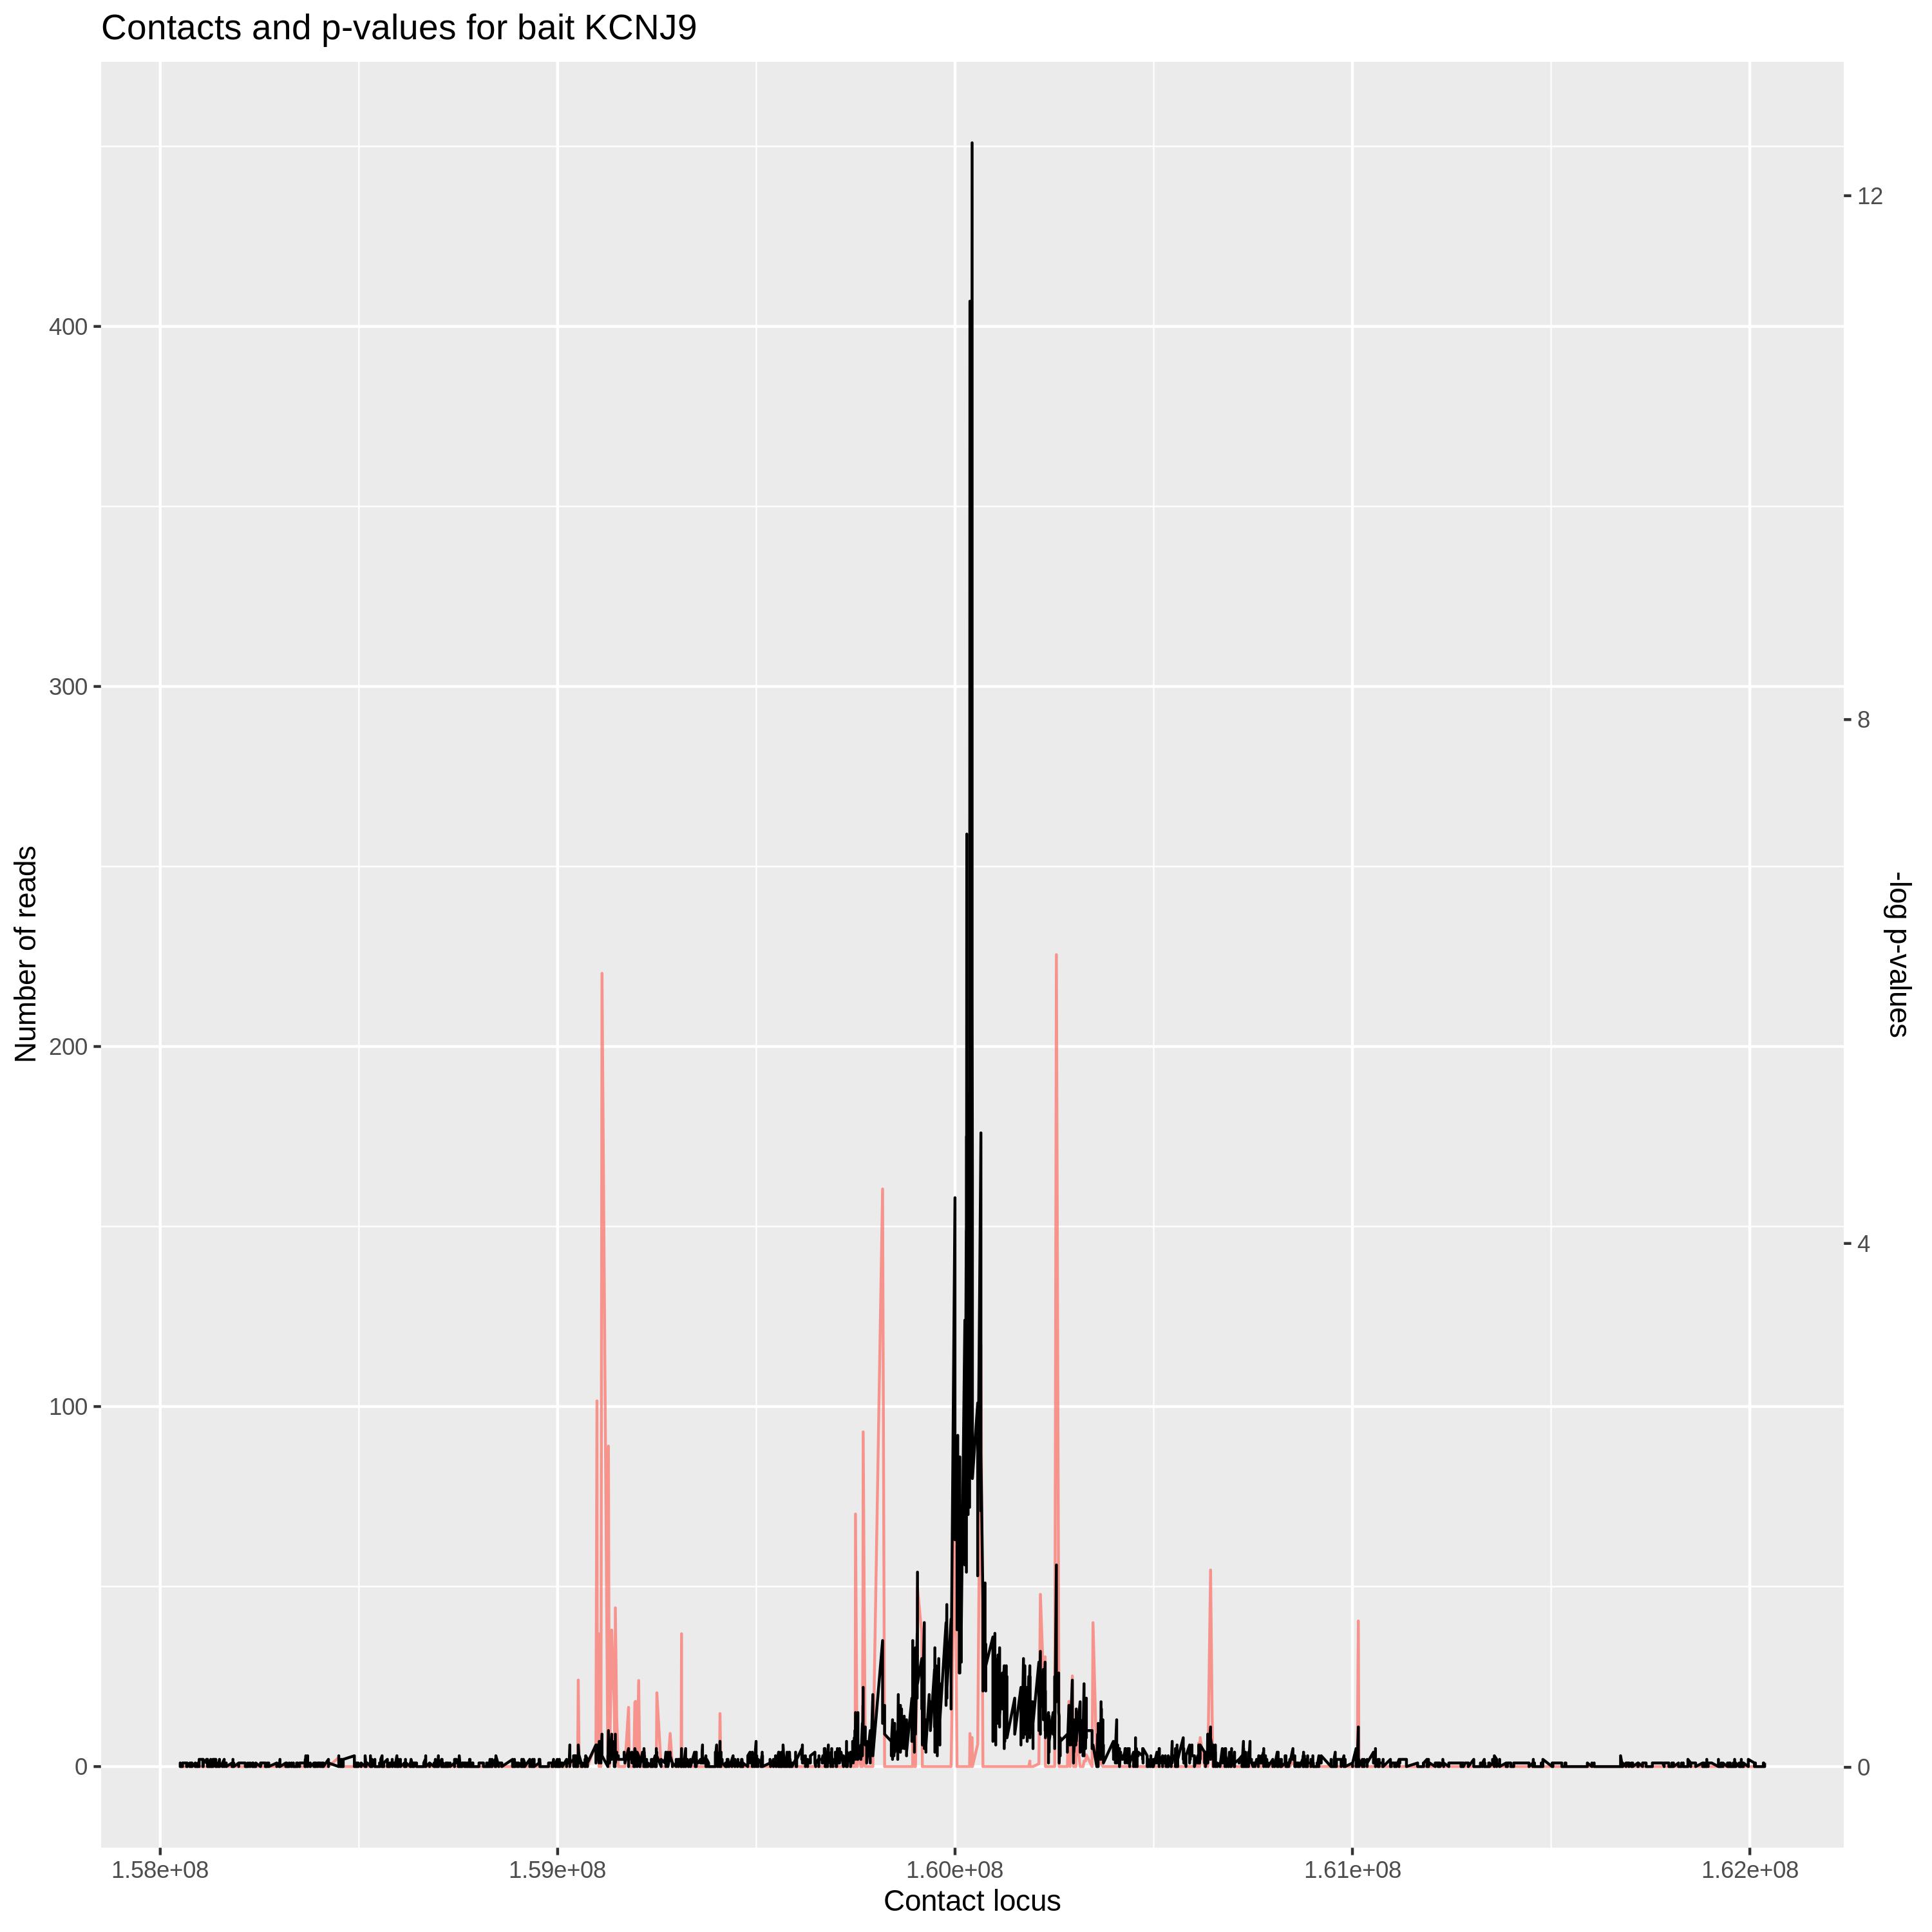 Contacts and p-values for bait KCNJ9
Number of reads
400
300
200
100
0
12
8
4
0
-log p-values
1.58e+08
1.59e+08
1.60e+08
1.61e+08
1.62e+08
Contact locus